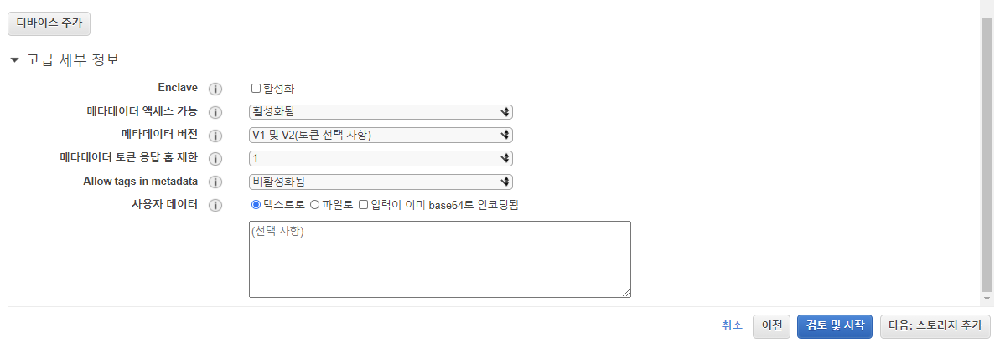 디바이스 추가
고급 세부 정보
Enclave 활성화
메타데이터 액세스 가능 활성화됨
메타데이터 버전 V1 및 V2(토큰 선택 사항)
메타데이터 토큰 응답 홉 제한 1
Allow tags in metadata 비활성화됨
사용자 데이터 텍스트로 파일로 입력이 이미 base64로 인코딩됨
(선택 사항)
취소 이전 검토 및 시작 다음: 스토리지 추가